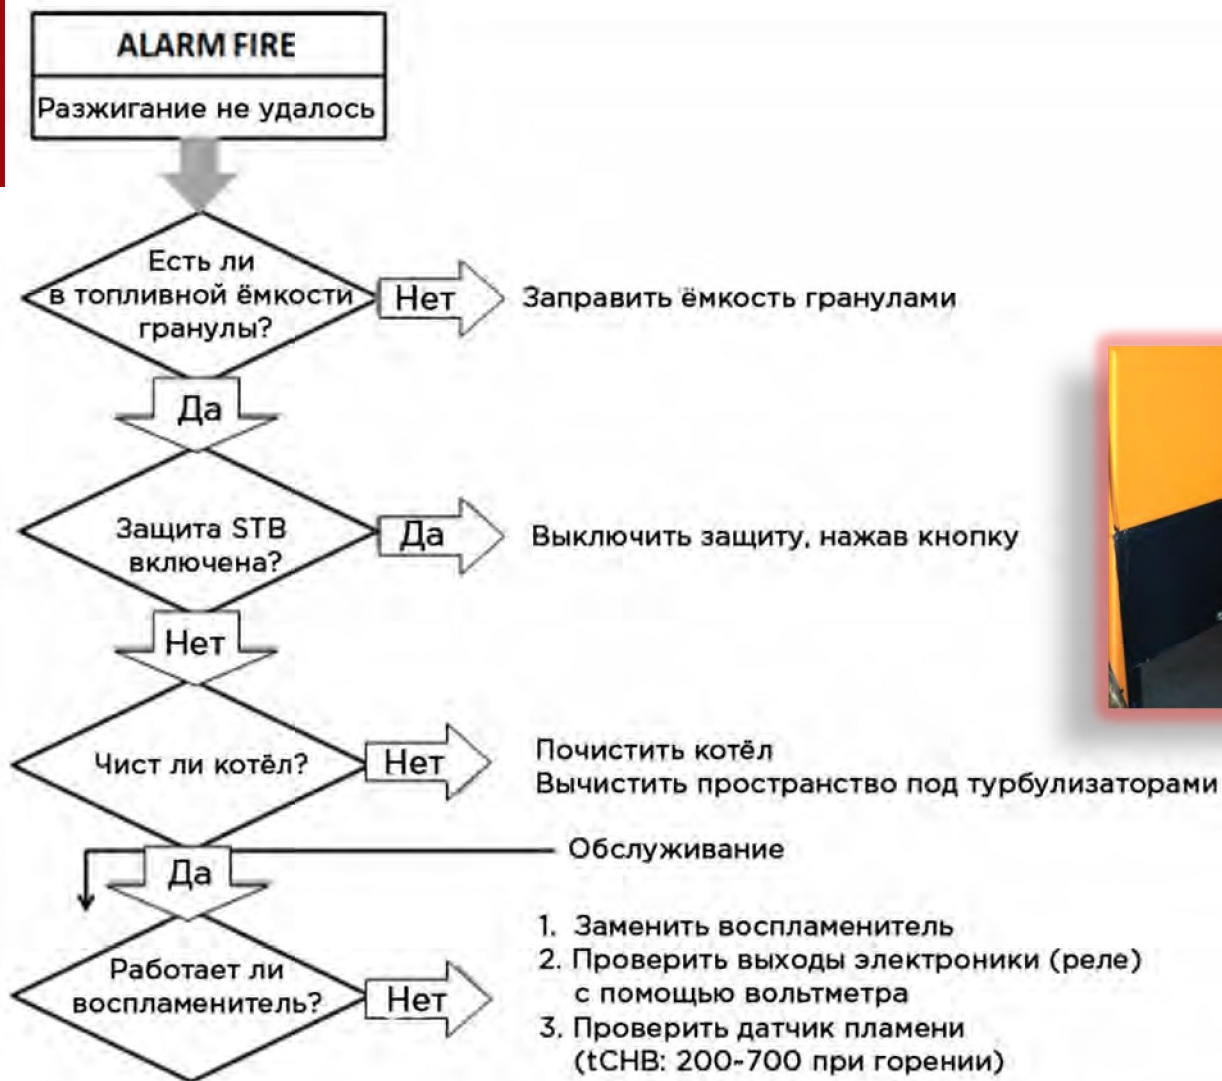 ALARM FIRE
Разжигание не удалось
Есть ли
в топливной ёмкости
гранулы?
Нет
Заправить ёмкость гранулами
Да
Защита STB
включена?
Да
Выключить защиту, нажав кнопку
Нет
Чист ли котёл?
Нет
Почистить котёл
Вычистить пространство под турбулизаторами
Обслуживание
Да
Работает ли
воспламенитель?
Нет
1. Заменить воспламенитель
2. Проверить выходы электроники (реле)
с помощью вольтметра
3. Проверить датчик пламени
(tCHB: 200-700 при горении)